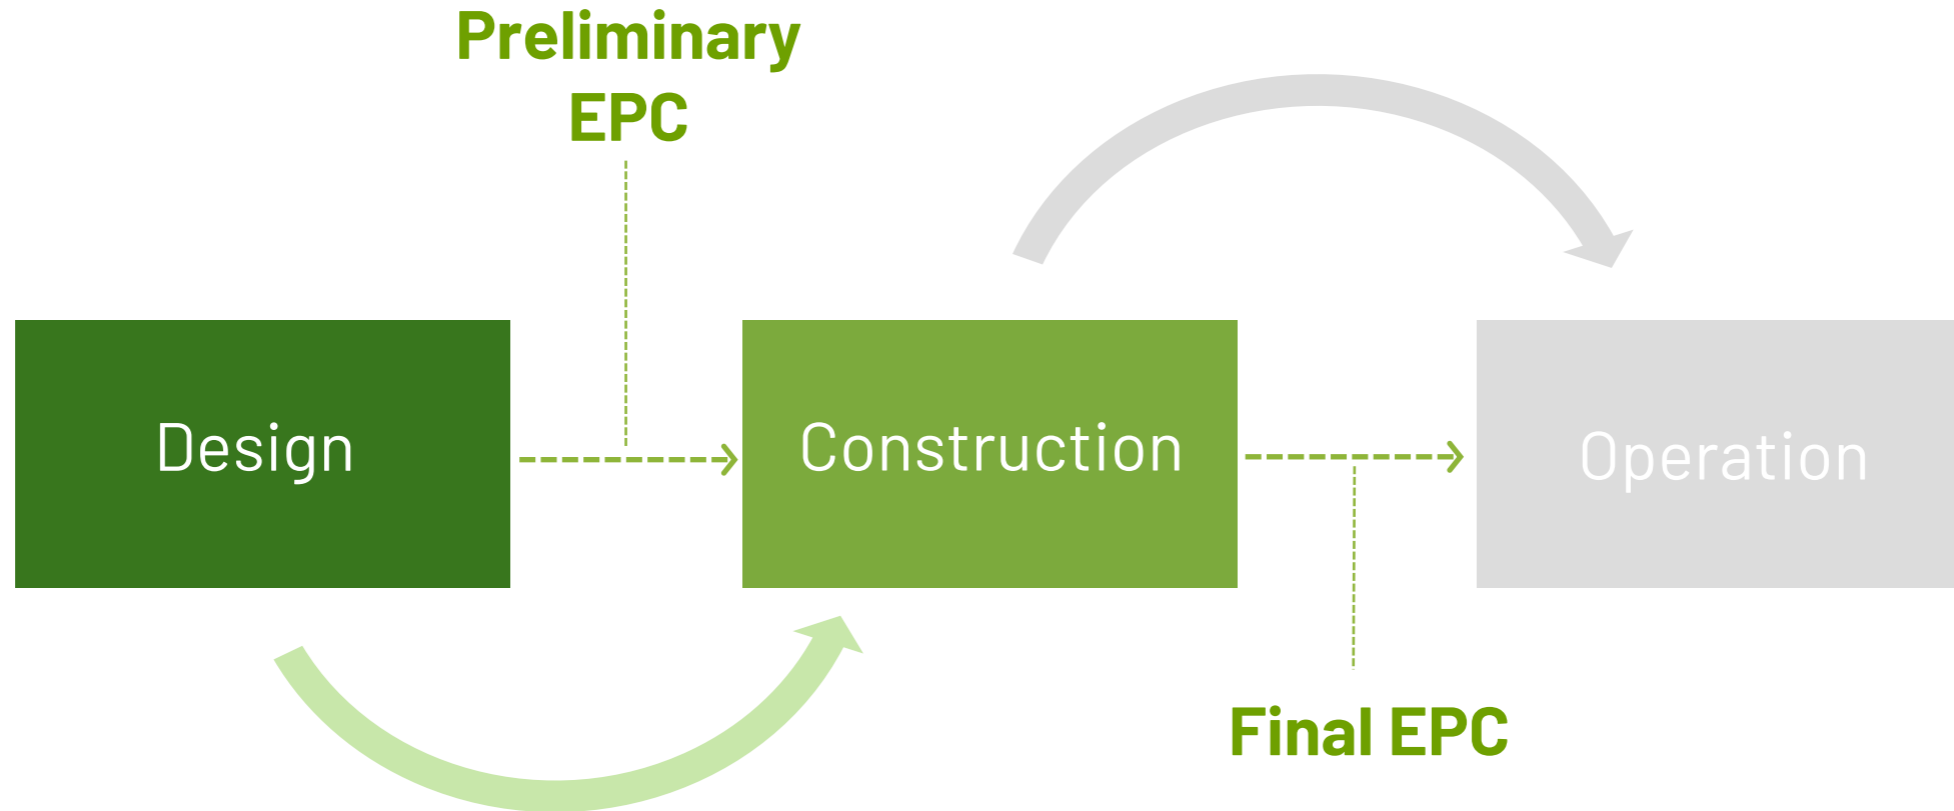 Preliminary
EPC
Design
Construction
Operation
Final EPC